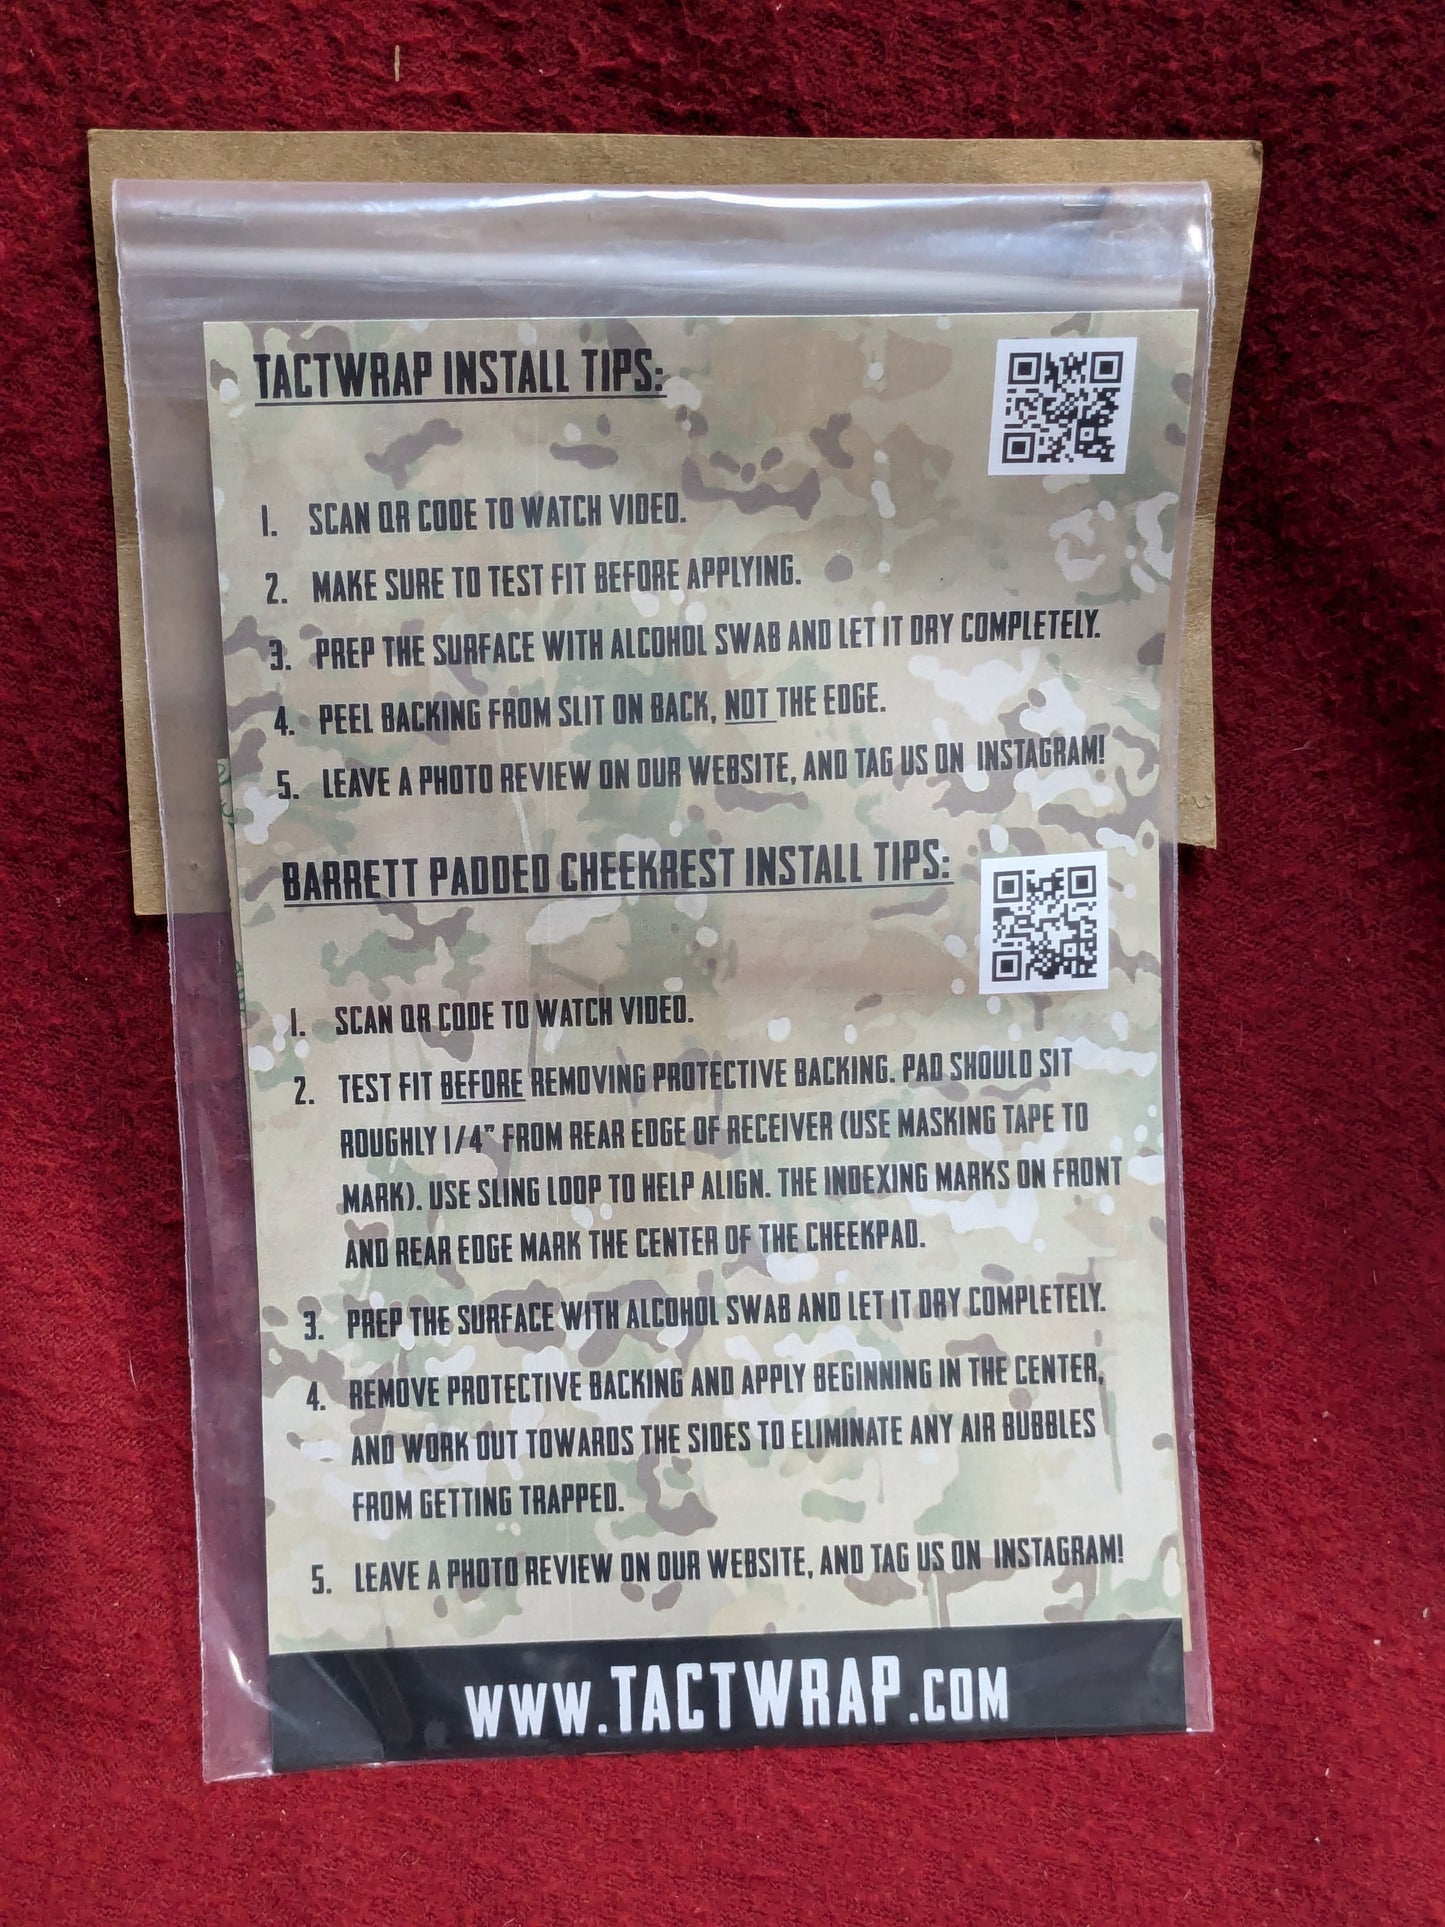 TACTWRAP INSTALL TIPS:
1. SCAN QR CODE TO WATCH VIDEO.
2. MAKE SURE TO TEST FIT BEFORE APPLYING.
3. PREP THE SURFACE WITH ALCOHOL SWAB AND LET IT DRY COMPLETELY.
4. PEEL BACKING FROM SLIT ON BACK, NOT THE EDGE.
5. LEAVE A PHOTO REVIEW ON OUR WEBSITE, AND TAG US ON INSTAGRAM!
BARRETT PADDED CHEEKREST INSTALL TIPS:
1. SCAN QR CODE TO WATCH VIDEO.
2. TEST FIT BEFORE REMOVING PROTECTIVE BACKING. PAD SHOULD SIT
ROUGHLY 1/4" FROM REAR EDGE OF RECEIVER (USE MASKING TAPE TO
MARK). USE SLING LOOP TO HELP ALIGN. THE INDEXING MARKS ON FRONT
AND REAR EDGE MARK THE CENTER OF THE CHEEKPAD.
3. PREP THE SURFACE WITH ALCOHOL SWAB AND LET IT DRY COMPLETELY.
4. REMOVE PROTECTIVE BACKING AND APPLY BEGINNING IN THE CENTER,
AND WORK OUT TOWARDS THE SIDES TO ELIMINATE ANY AIR BUBBLES
FROM GETTING TRAPPED.
5. LEAVE A PHOTO REVIEW ON OUR WEBSITE, AND TAG US ON INSTAGRAM!
WWW.TACTWRAP.COM